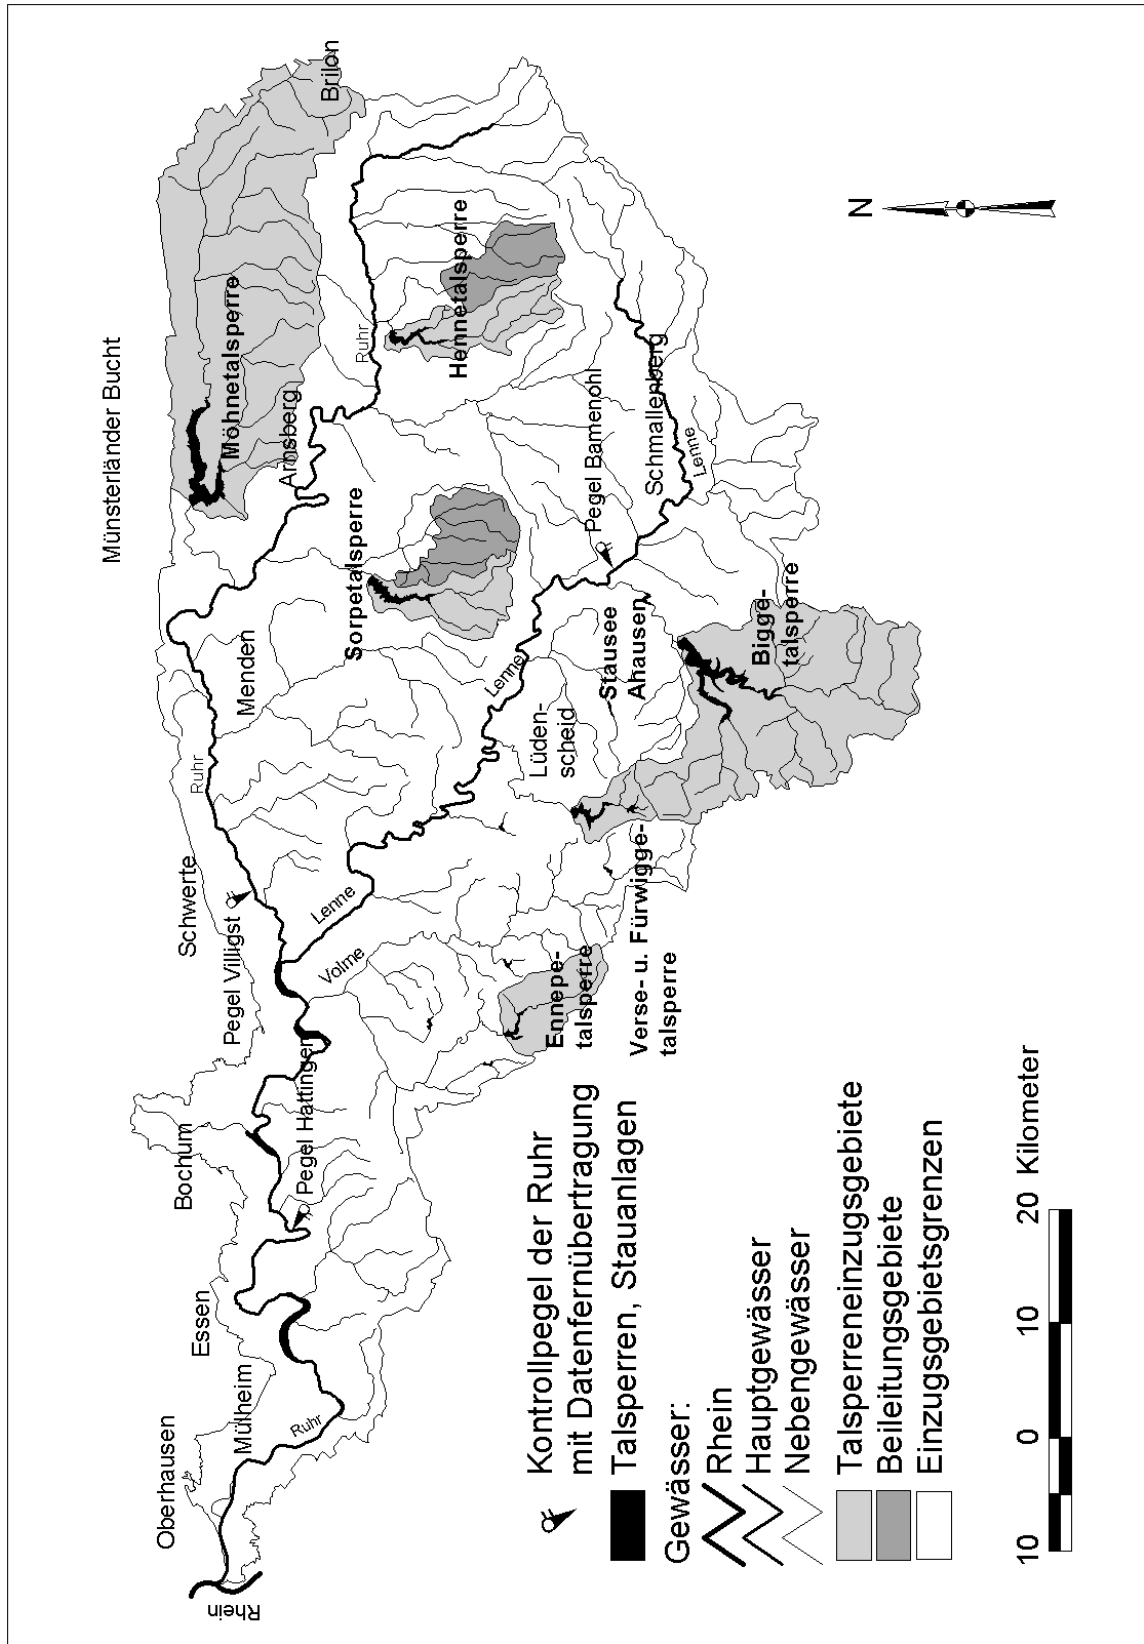 Münsterländer Bucht
Oberhausen
Mülheim
Essen
Bochum
Schwerte
Pegel Villigst
Pegel Hattingen
Rhein
Ruhr
Ruhr
Menden
Möhnetalsperre
Arnsberg
Brilon
Ruhr
Hennetalsperre
Sorpetalsperre
Volme
Lenne
Lenne
Lüden-
scheid
Stausee
Ahausen
Pegel Bamenohl
Schmallenberg
Lenne
Bigge-
talsperre
Ennepe-
talsperre
Verse- u. Fürwigge-
talsperre
N
Kontrollpegel der Ruhr
mit Datenfernübertragung
Talsperren, Stauanlagen
Gewässer:
Rhein
Hauptgewässer
Nebengewässer
Talsperreneinzugsgebiete
Beileitungsgebiete
Einzugsgebietsgrenzen
10 0 10 20 Kilometer